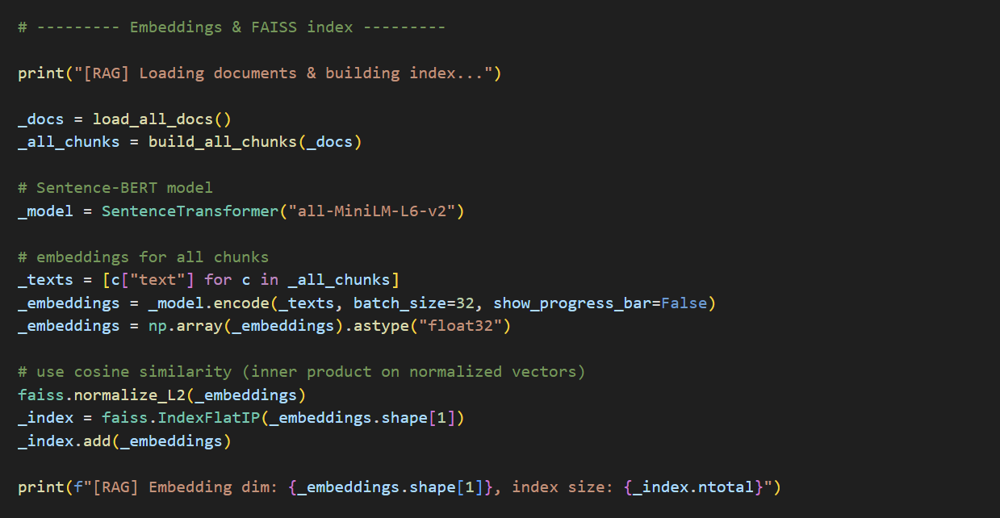 # --------- Embeddings & FAISS index ---------
print("[RAG] Loading documents & building index...")
_docs = load_all_docs()
_all_chunks = build_all_chunks(_docs)
# Sentence-BERT model
_model = SentenceTransformer("all-MiniLM-L6-v2")
# embeddings for all chunks
_texts = [c["text"] for c in _all_chunks]
_embeddings = _model.encode(_texts, batch_size=32, show_progress_bar=False)
_embeddings = np.array(_embeddings).astype("float32")
# use cosine similarity (inner product on normalized vectors)
faiss.normalize_L2(_embeddings)
_index = faiss.IndexFlatIP(_embeddings.shape[1])
_index.add(_embeddings)
print(f"[RAG] Embedding dim: {_embeddings.shape[1]}, index size: {_index.ntotal}")